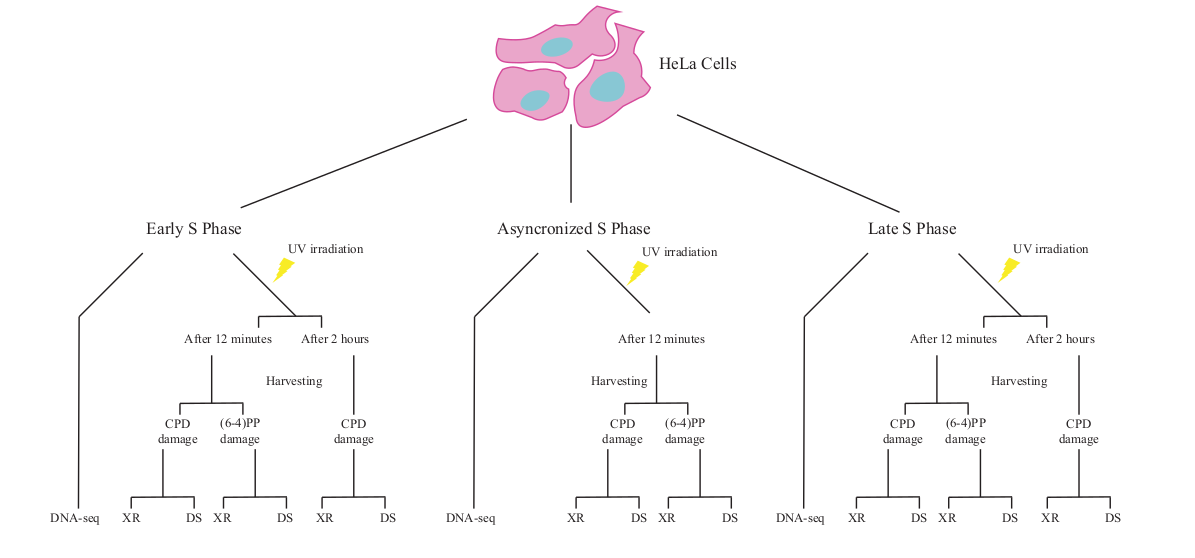 HeLa Cells
Early S Phase
Asyncronized S Phase
Late S Phase
UV irradiation
UV irradiation
UV irradiation
After 12 minutes
After 2 hours
After 12 minutes
After 12 minutes
After 2 hours
Harvesting
Harvesting
Harvesting
CPD
damage
(6-4)PP
damage
CPD
damage
CPD
damage
(6-4)PP
damage
CPD
damage
(6-4)PP
damage
CPD
damage
DNA-seq
XR
DS
XR
DS
XR
DS
DNA-seq
XR
DS
XR
DS
DNA-seq
XR
DS
XR
DS
XR
DS